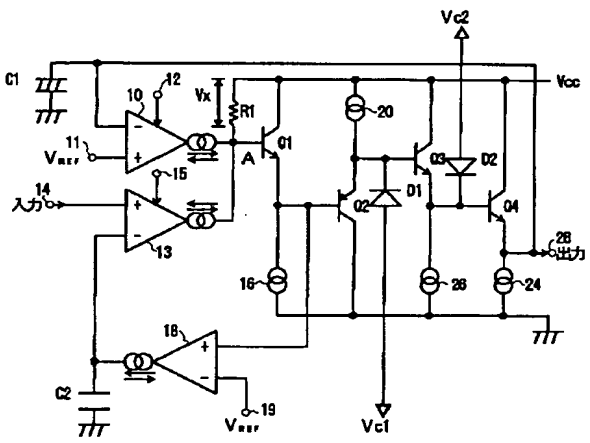 Vc2
C1
12
10
Vx
R1
Vcc
20
11
VREF
A
Q1
Q3
D2
14
入力
15
D1
Q2
Q4
13
28
出力
16
26
24
18
C2
VREF
19
Vc1